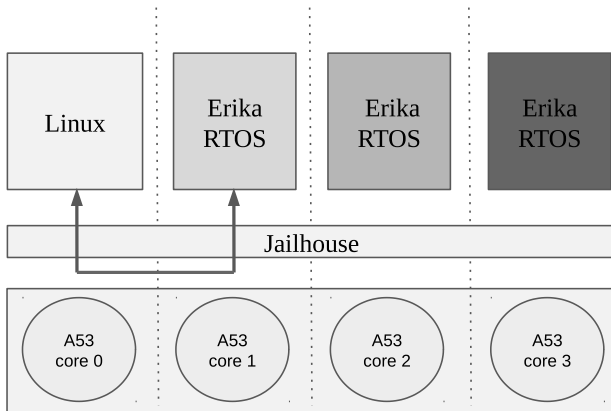 Linux
Erika
RTOS
Erika
RTOS
Erika
RTOS
Jailhouse
A53
core 0
A53
core 1
A53
core 2
A53
core 3